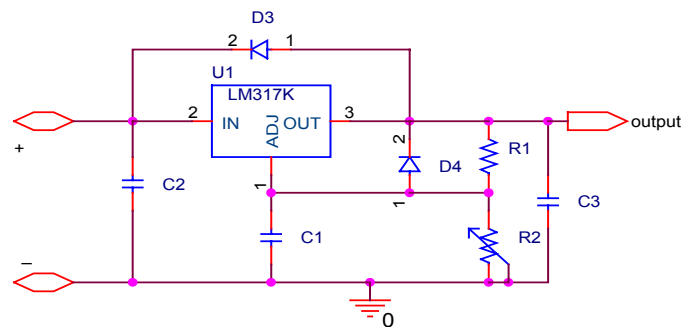 D3
2
1
U1
LM317K
2
IN
ADJ
OUT
3
+
output
2
D4
R1
C2
1
1
C3
C1
R2
–
0